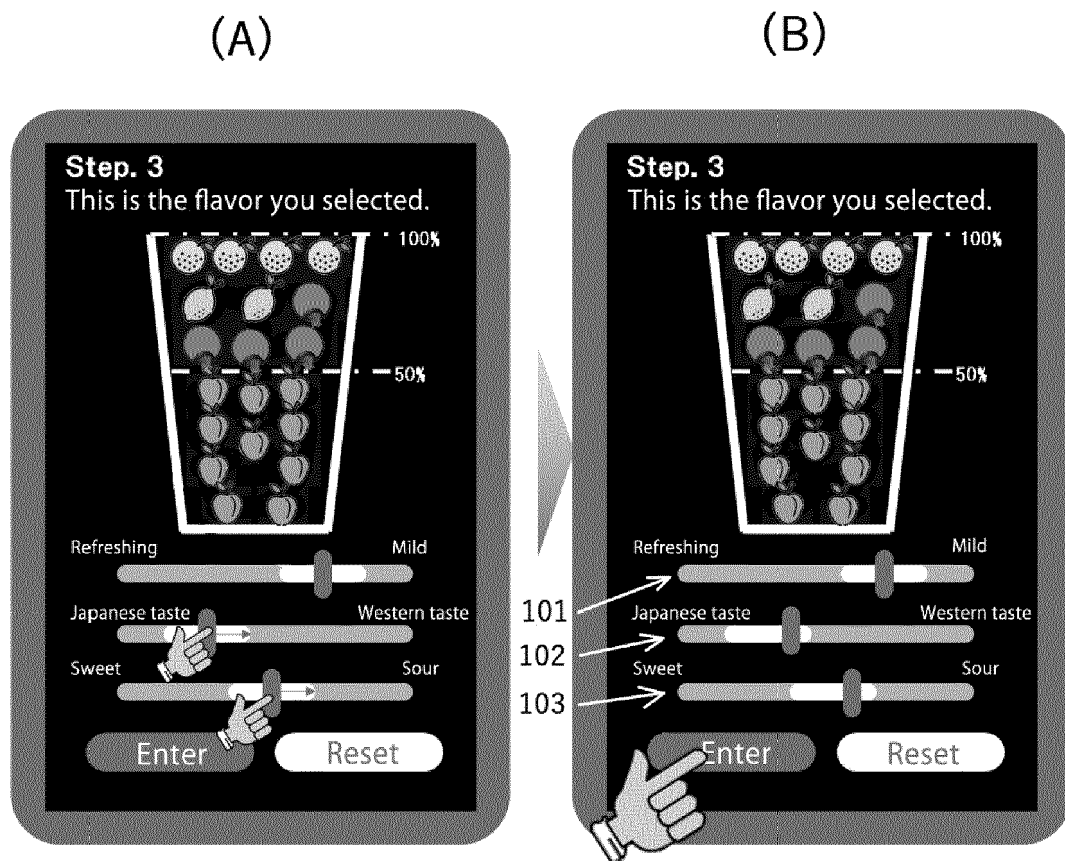 (A)
(B)
Step. 3
This is the flavor you selected.
100%
50%
Refreshing Mild
Japanese taste Western taste
Sweet Sour
Enter Reset
Step. 3
This is the flavor you selected.
100%
50%
Refreshing Mild
101
Japanese taste Western taste
102
Sweet Sour
103
Enter Reset